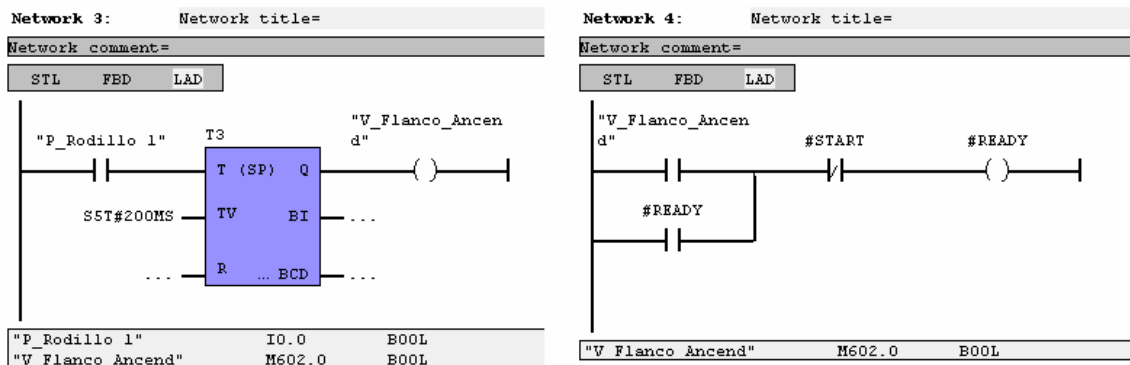 Network 3: Network title=
Network comment=
STL FBD LAD
"P_Rodillo 1"
T3
"V_Flanco_Ancen
d"
T (SP) Q
( )
S5T#200MS TV BI ...
... R ... BCD ...
"P_Rodillo 1" I0.0 BOOL
"V_Flanco_Ancend" M602.0 BOOL
Network 4: Network title=
Network comment=
STL FBD LAD
"V_Flanco_Ancen
d"
#START #READY
( )
#READY
"V_Flanco_Ancend" M602.0 BOOL